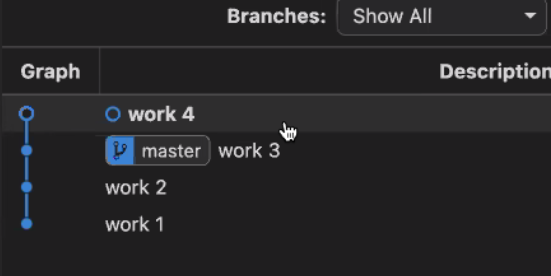 Branches: Show All
Graph Description
work 4
master work 3
work 2
work 1